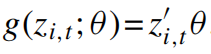 g(z_{i,t}; θ) = z'_{i,t} θ